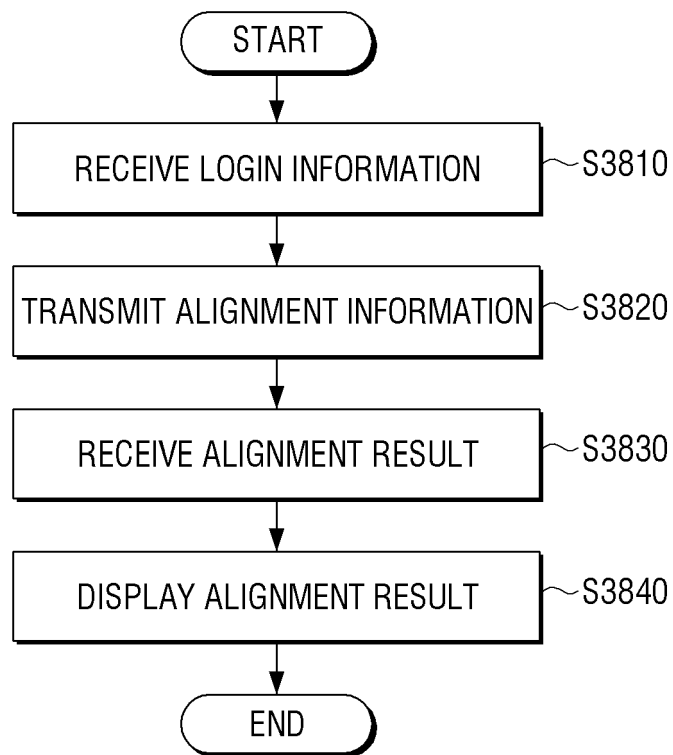 START
RECEIVE LOGIN INFORMATION
S3810
TRANSMIT ALIGNMENT INFORMATION
S3820
RECEIVE ALIGNMENT RESULT
S3830
DISPLAY ALIGNMENT RESULT
S3840
END